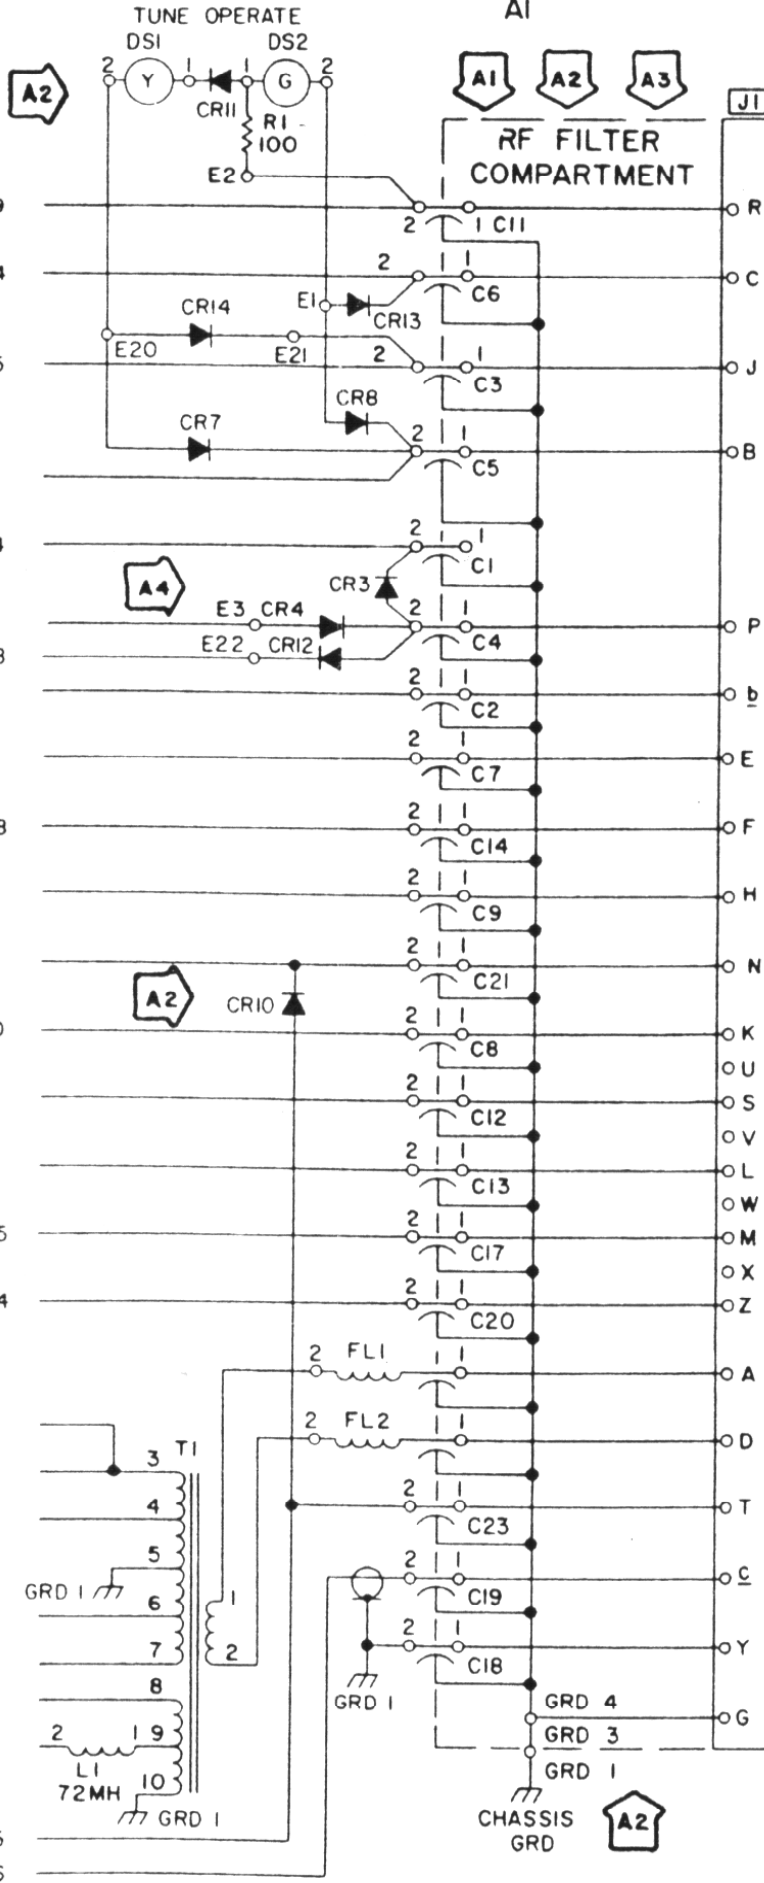 A1
TUNE OPERATE
DS1 DS2
2 Y 1 1 G 2
A2
CR11
R1
100
E2
A1 A2 A3
J1
RF FILTER
COMPARTMENT
2 1 C11 R
2 1 C6 C
E1 CR13
CR14
E20 E21
2 1 C3 J
CR8
CR7
2 1 C5 B
2 1 C1
A4
CR3
E3 CR4
2 1 C4 P
E22 CR12
2 1 C2 b
2 1 C7 E
2 1 C14 F
2 1 C9 H
2 1 C21 N
A2
CR10
2 1 C8 K
U
2 1 C12 S
V
2 1 C13 L
W
2 1 C17 M
X
2 1 C20 Z
2 FL1 1 A
2 FL2 1 D
T1
3
4
5
GRD 1
6
7
8
9
10
1
2
2 1
L1
72MH
GRD 1
2 1 C23 T
2 1 C19 c
2 1 C18 Y
GRD 1
GRD 4 G
GRD 3
GRD 1
CHASSIS
GRD
A2